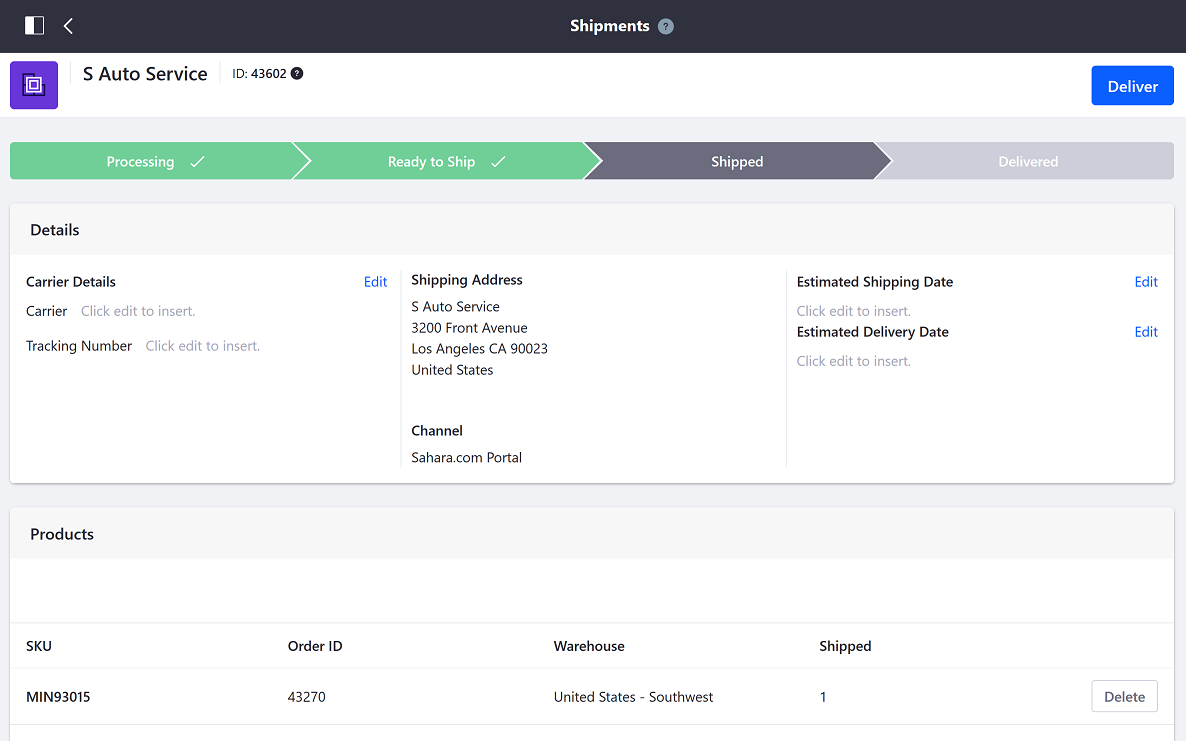 Shipments ?
S Auto Service
ID: 43602 ?
Deliver
Processing
Ready to Ship
Shipped
Delivered
Details
Carrier Details
Edit
Carrier Click edit to insert.
Tracking Number Click edit to insert.
Shipping Address
S Auto Service
3200 Front Avenue
Los Angeles CA 90023
United States
Channel
Sahara.com Portal
Estimated Shipping Date
Edit
Click edit to insert.
Estimated Delivery Date
Edit
Click edit to insert.
Products
SKU Order ID Warehouse Shipped
MIN93015 43270 United States - Southwest 1 Delete